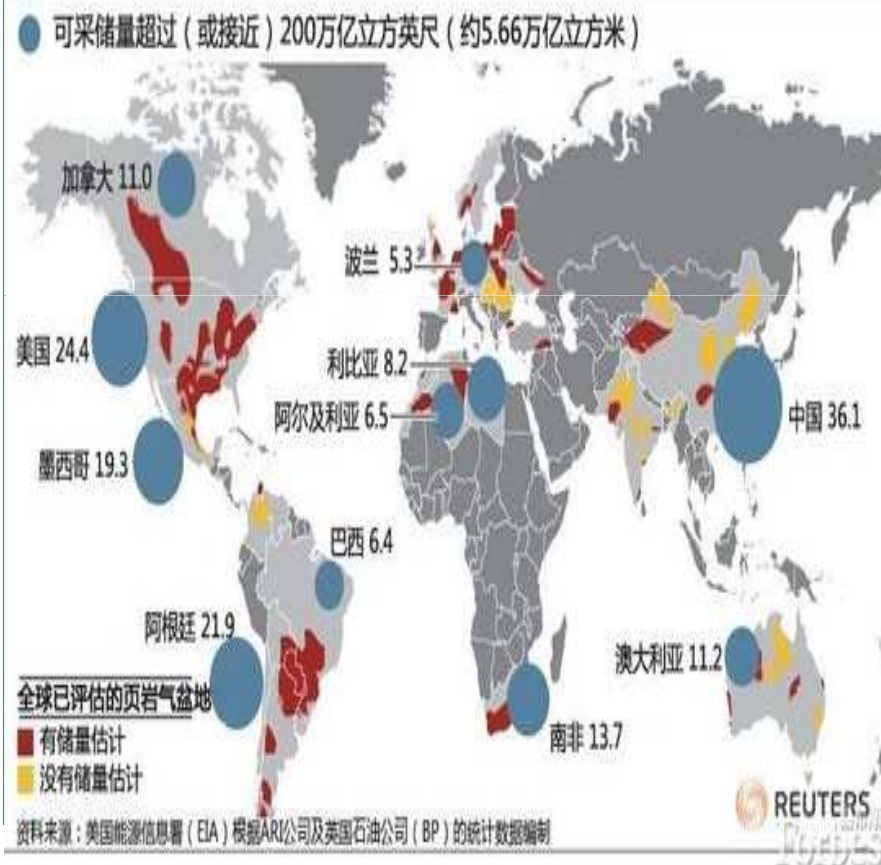 可采储量超过（或接近）200万亿立方英尺（约5.66万亿立方米）
加拿大 11.0
波兰 5.3
美国 24.4
利比亚 8.2
阿尔及利亚 6.5
中国 36.1
墨西哥 19.3
巴西 6.4
阿根廷 21.9
澳大利亚 11.2
南非 13.7
全球已评估的页岩气盆地
有储量估计
没有储量估计
REUTERS
资料来源：美国能源信息署（EIA）根据ARI公司及英国石油公司（BP）的统计数据编制